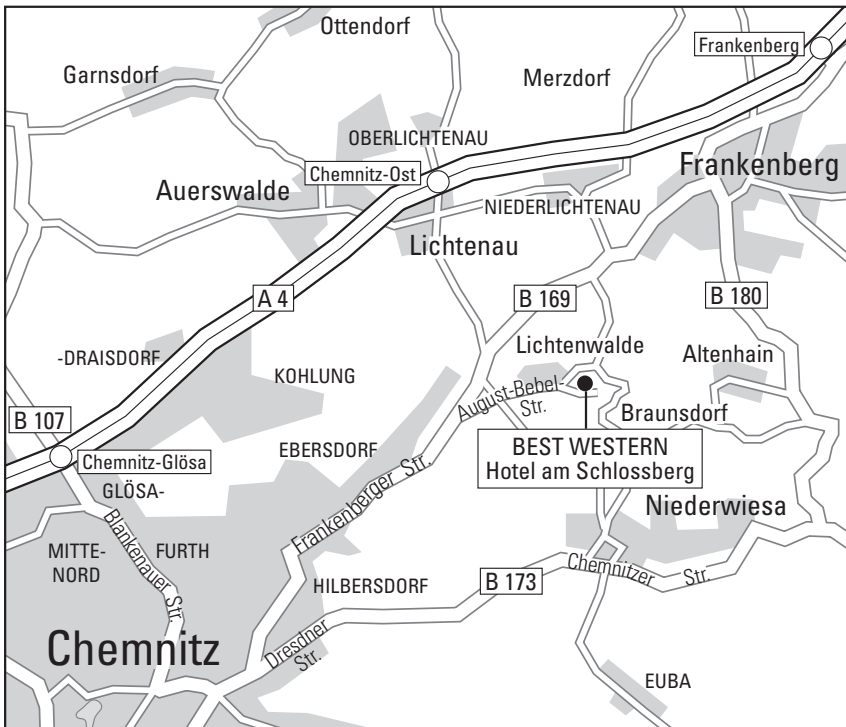 Ottendorf
Frankenberg
Garnsdorf
Merzdorf
OBERLICHTENAU
Chemnitz-Ost
Frankenberg
Auerswalde
NIEDERLICHTENAU
Lichtenau
A 4
B 169
B 180
Lichtenwalde
-DRAISDORF
Altenhain
KOHLUNG
August-Bebel-
Str.
B 107
Braunsdorf
BEST WESTERN
Hotel am Schlossberg
EBERSDORF
Chemnitz-Glösa
GLÖSA-
Frankenberger Str.
Niederwiesa
Blankenauer Str.
MITTE-
NORD
FURTH
Chemnitzer Str.
HILBERSDORF
B 173
Dresdner
Str.
Chemnitz
EUBA